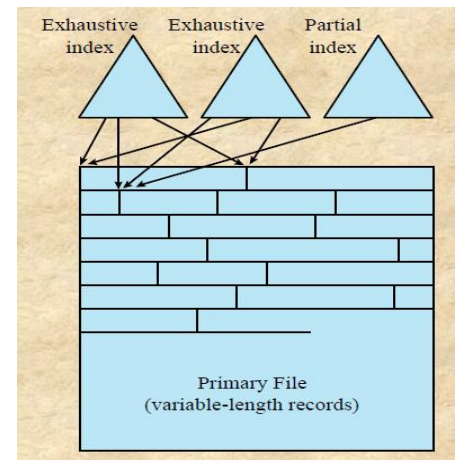 Exhaustive
index
Exhaustive
index
Partial
index
Primary File
(variable-length records)